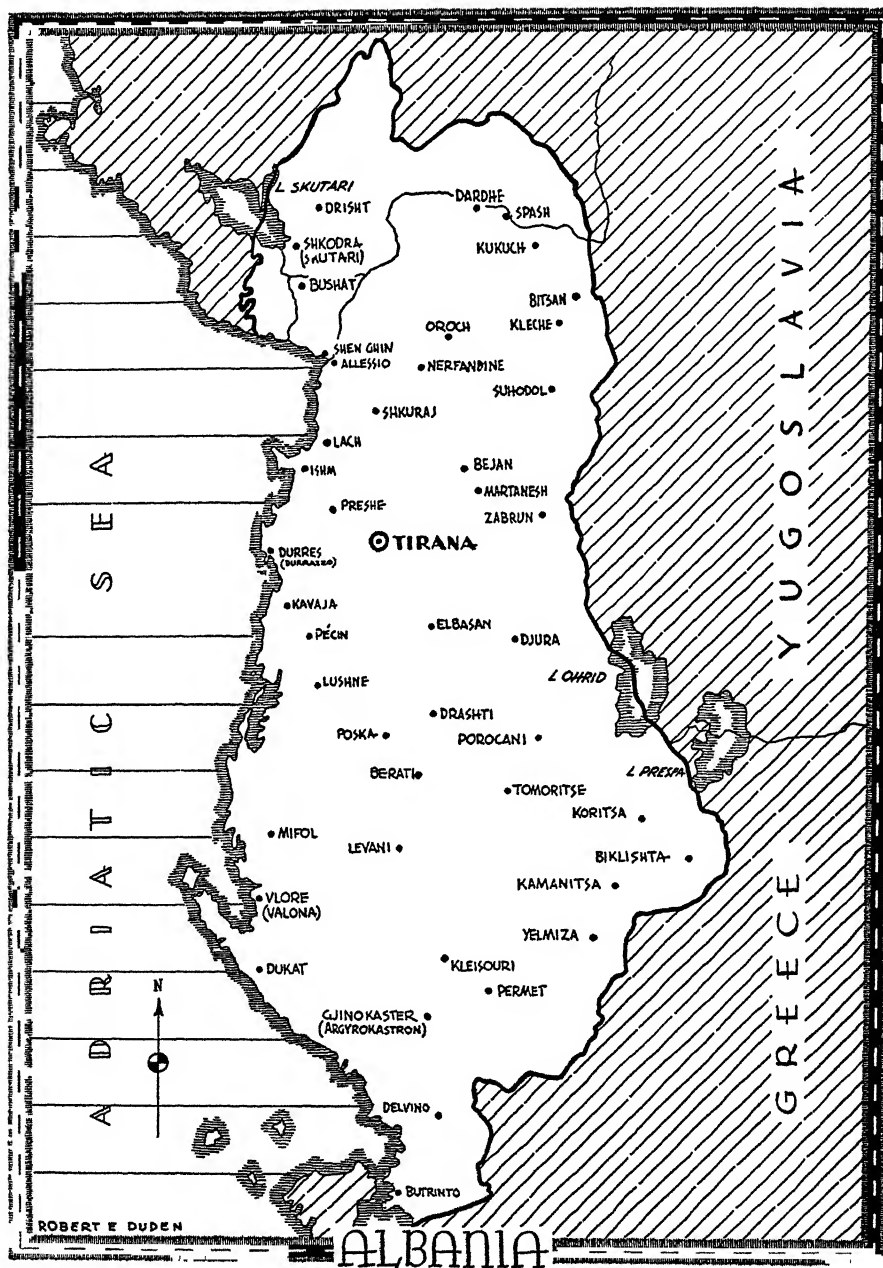 L SKUTARI
DRISHT
DARDHE
SPASH
SHKODRA
(SKUTARI)
KUKUCH
BUSHAT
BITSAN
OROCH
KLECHE
SHEN GHIN
ALLESSIO
NERFANDINE
SUHODOL
SHKURAJ
LACH
ISHM
BEJAN
MARTANESH
PRESHE
ZABRUN
TIRANA
DURRES
(DURRAZZO)
KAVAJA
ELBASAN
PÉCIN
DJURA
L OHRID
LUSHNE
DRASHTI
POSKA
POROCANI
L PRESPA
BERATI
TOMORITSE
KORITSA
MIFOL
LEVANI
BIKLISHTA
KAMANITSA
VLORE
(VALONA)
YELMIZA
KLEISOURI
DUKAT
PERMET
GJINOKASTER
(ARGYROKASTRON)
DELVINO
BUTRINTO
ADRIATIC SEA
YUGOSLAVIA
GREECE
N
ROBERT E DUDEN
ALBANIA